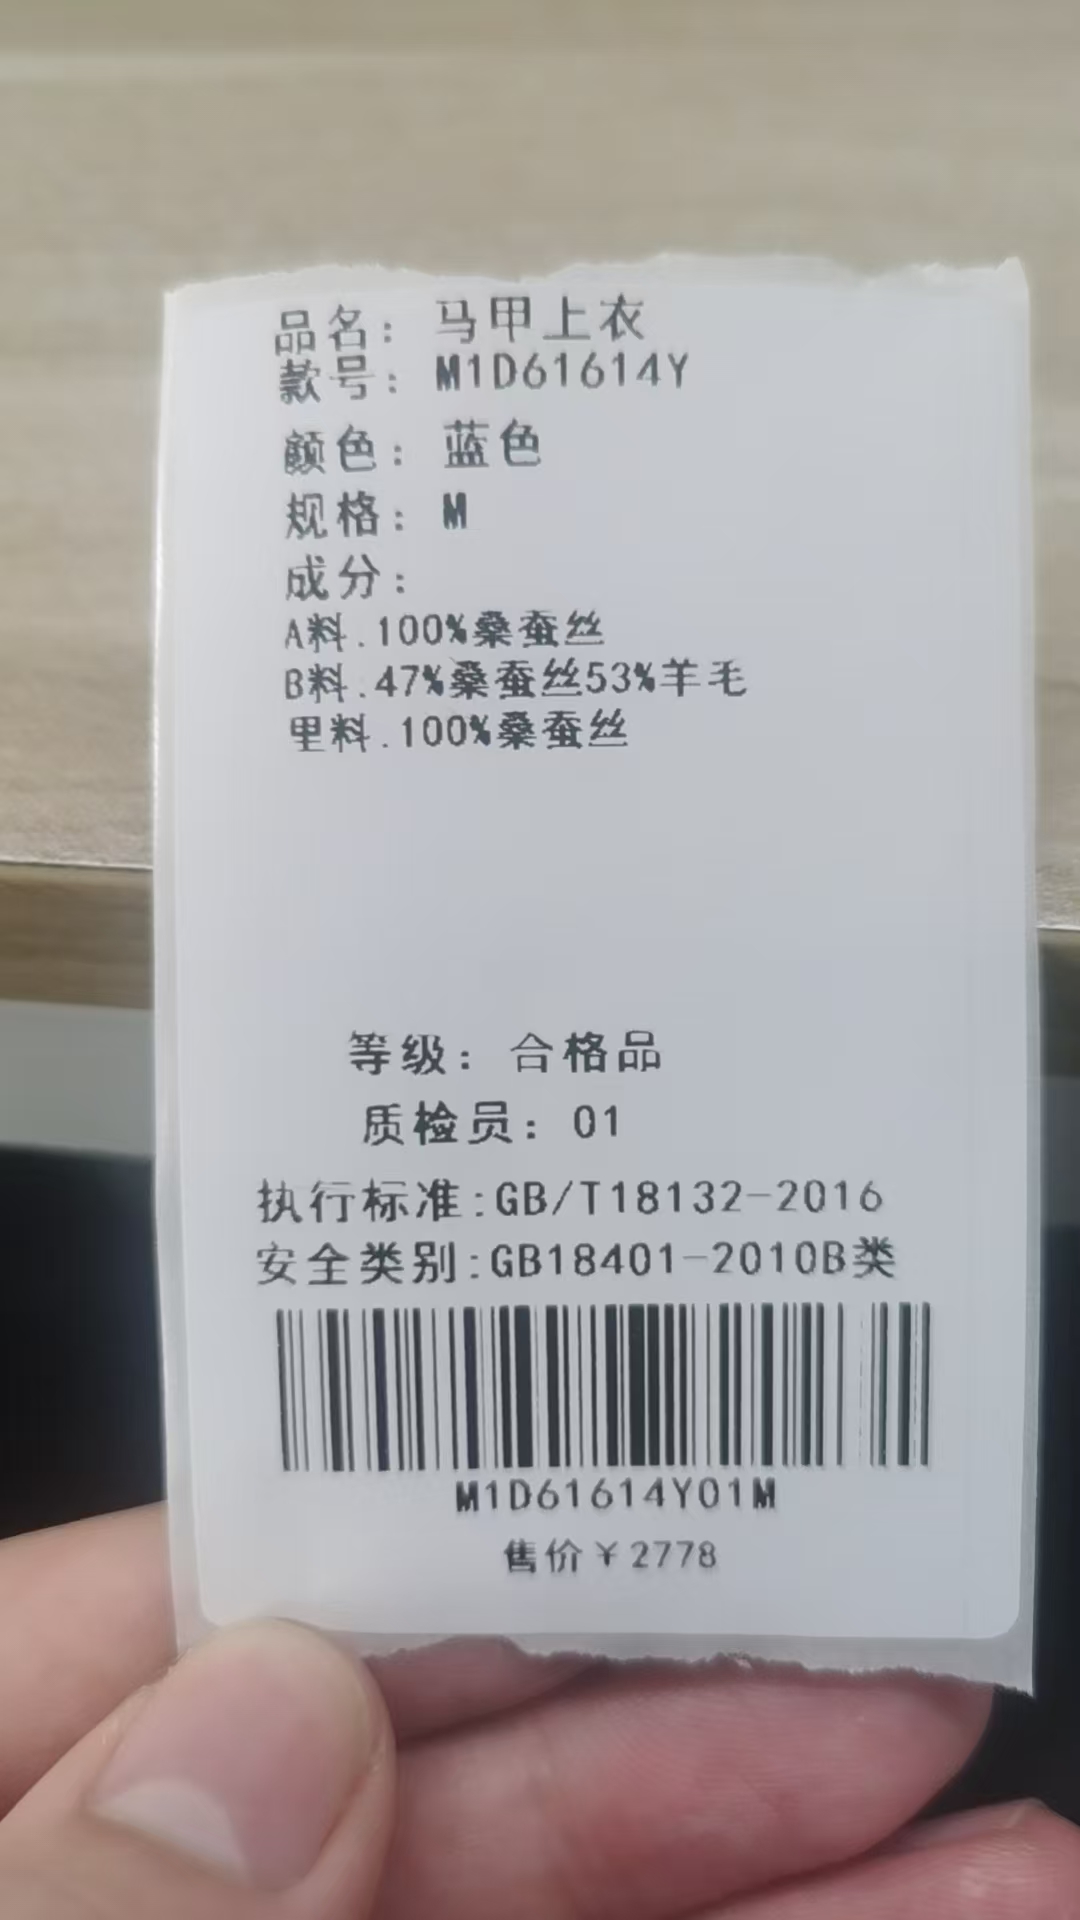 品名：马甲上衣
款号：M1D61614Y
颜色：蓝色
规格：M
成分：
A料.100%桑蚕丝
B料.47%桑蚕丝53%羊毛
里料.100%桑蚕丝
等级：合格品
质检员：01
执行标准:GB/T18132-2016
安全类别:GB18401-2010B类
M1D61614Y01M
售价¥2778